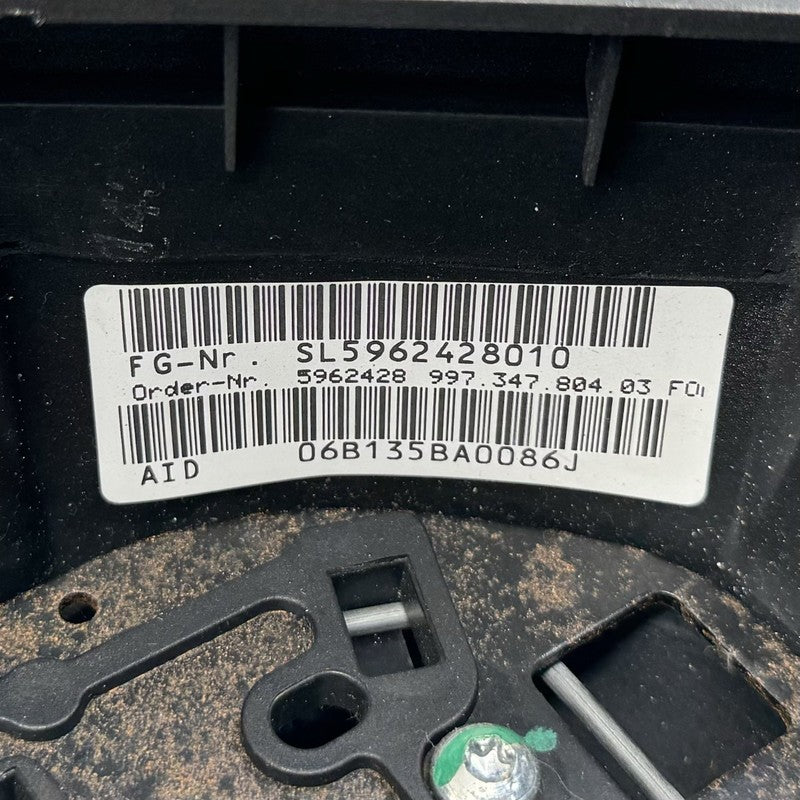 FG-Nr. SL5962428010
Order-Nr. 5962428 997.347.804.03
AID 06B135BA0086J